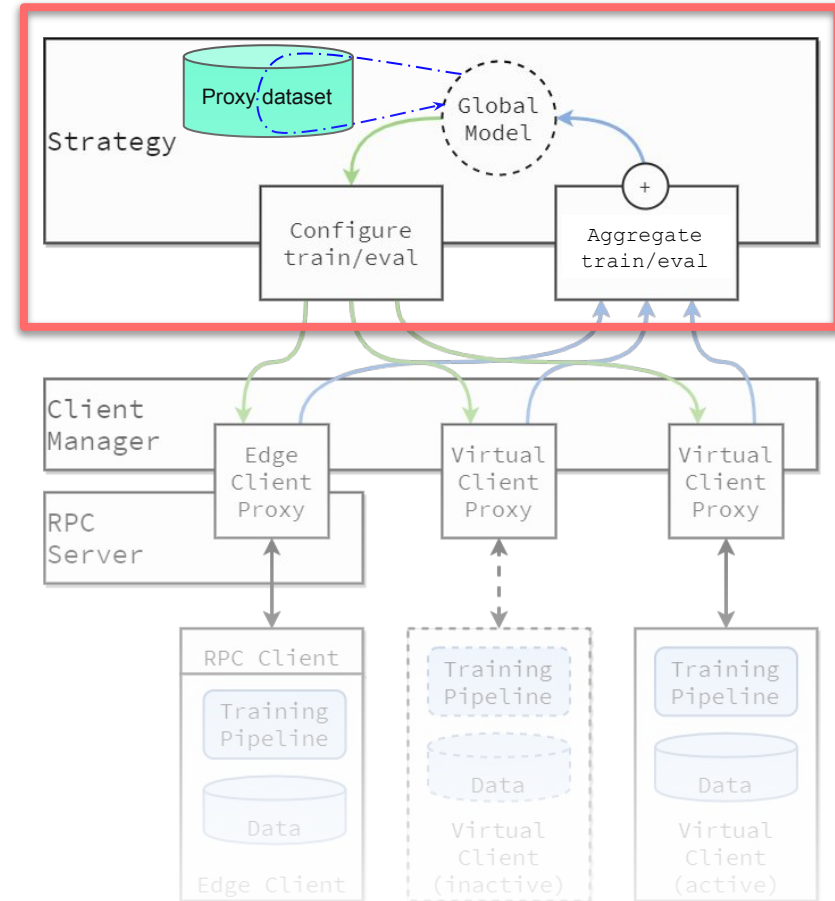 Proxy dataset
Global
Model
Strategy
Configure
train/eval
+
Aggregate
train/eval
Client
Manager
Edge
Client
Proxy
Virtual
Client
Proxy
Virtual
Client
Proxy
RPC
Server
RPC Client
Training
Pipeline
Data
Edge Client
Training
Pipeline
Data
Virtual
Client
(inactive)
Training
Pipeline
Data
Virtual
Client
(active)